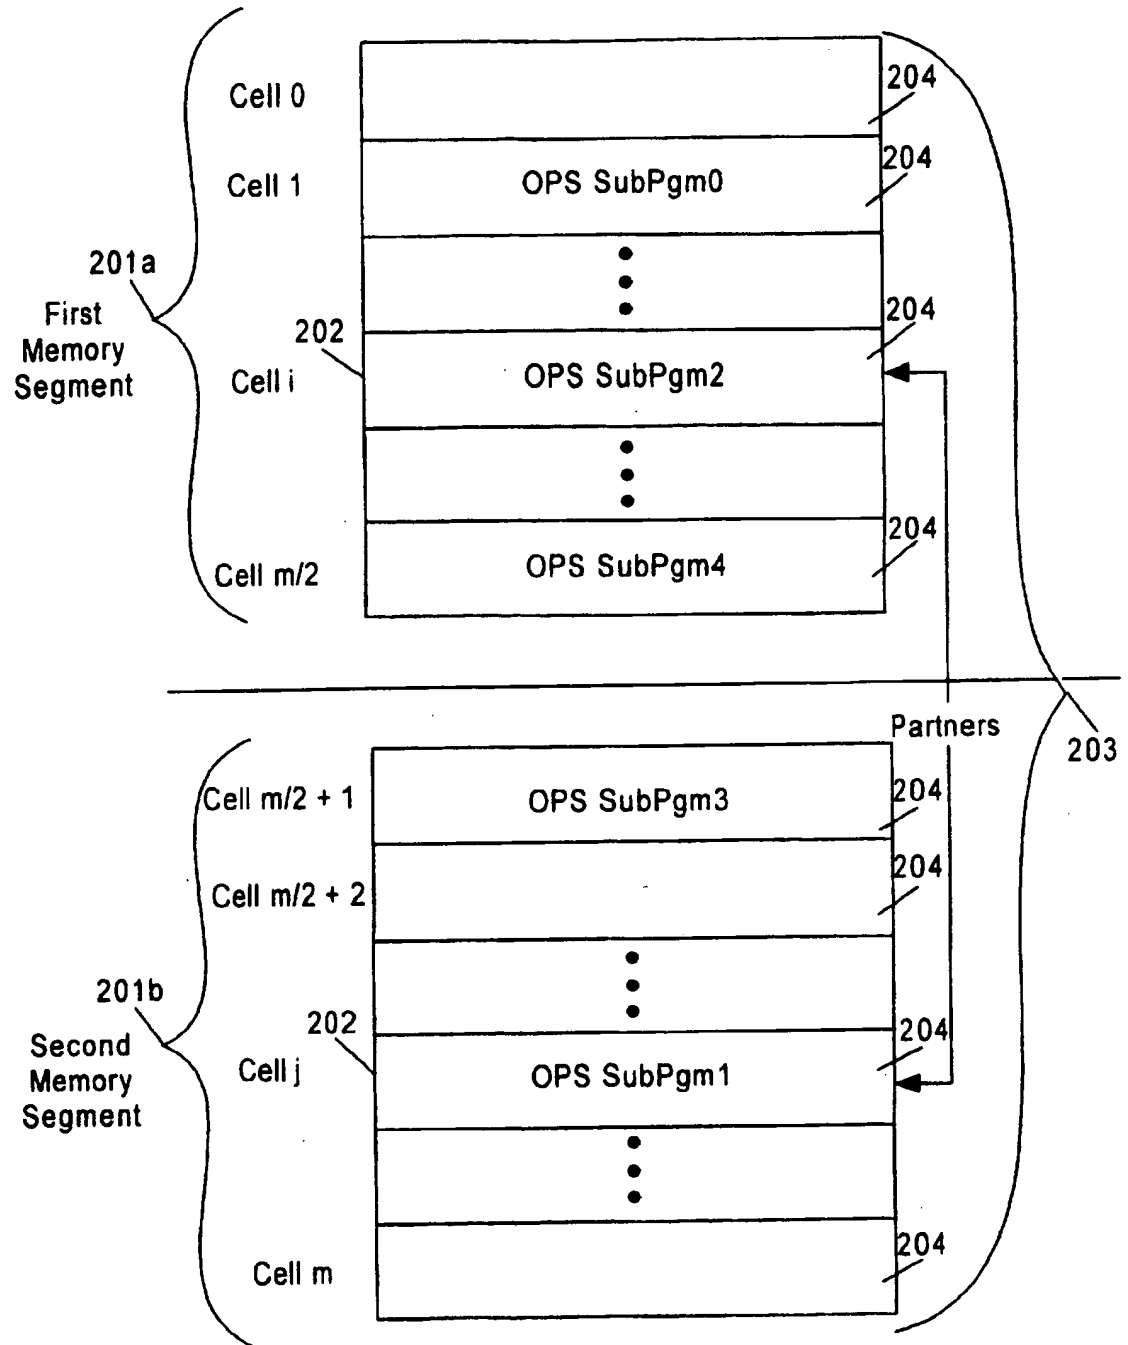 Cell 0
204
Cell 1
OPS SubPgm0
204
201a
First
Memory
Segment
202
204
Cell i
OPS SubPgm2
204
Cell m/2
OPS SubPgm4
Partners
203
Cell m/2 + 1
OPS SubPgm3
204
Cell m/2 + 2
204
201b
Second
Memory
Segment
202
204
Cell j
OPS SubPgm1
204
Cell m